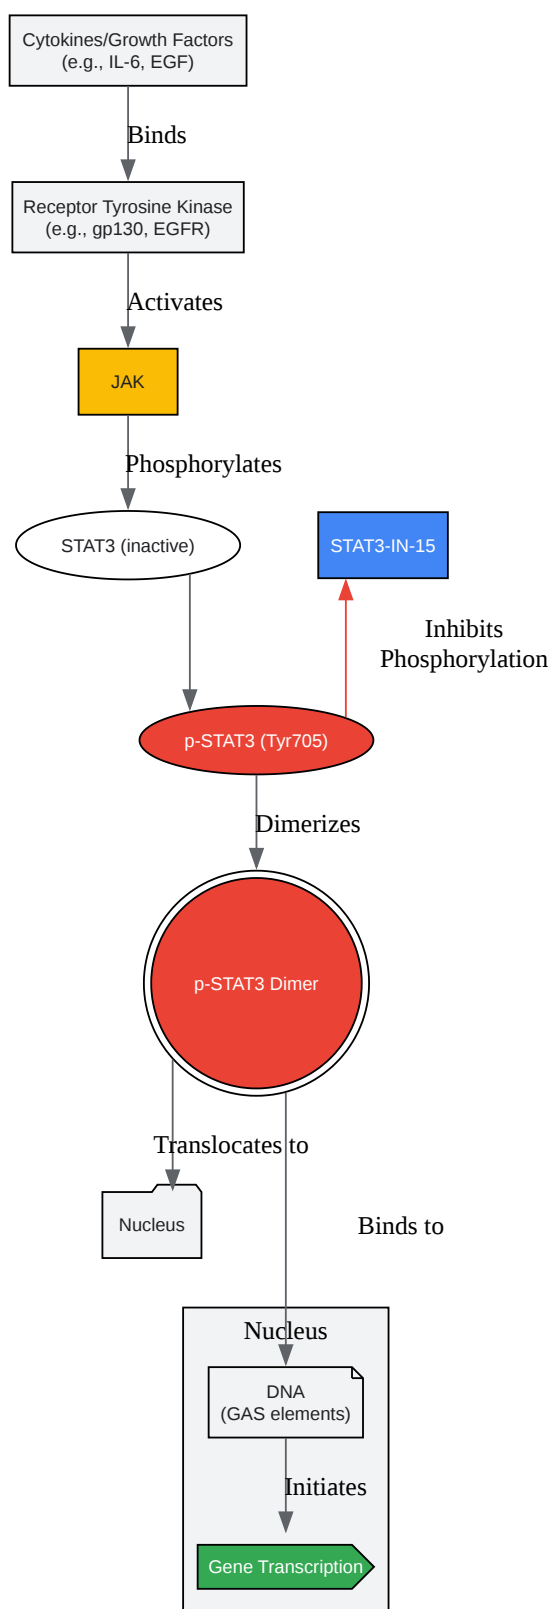 Cytokines/Growth Factors
(e.g., IL-6, EGF)
Binds
Receptor Tyrosine Kinase
(e.g., gp130, EGFR)
Activates
JAK
Phosphorylates
STAT3 (inactive)
STAT3-IN-15
Inhibits
Phosphorylation
p-STAT3 (Tyr705)
Dimerizes
p-STAT3 Dimer
Translocates to
Nucleus
Binds to
Nucleus
DNA
(GAS elements)
Initiates
Gene Transcription